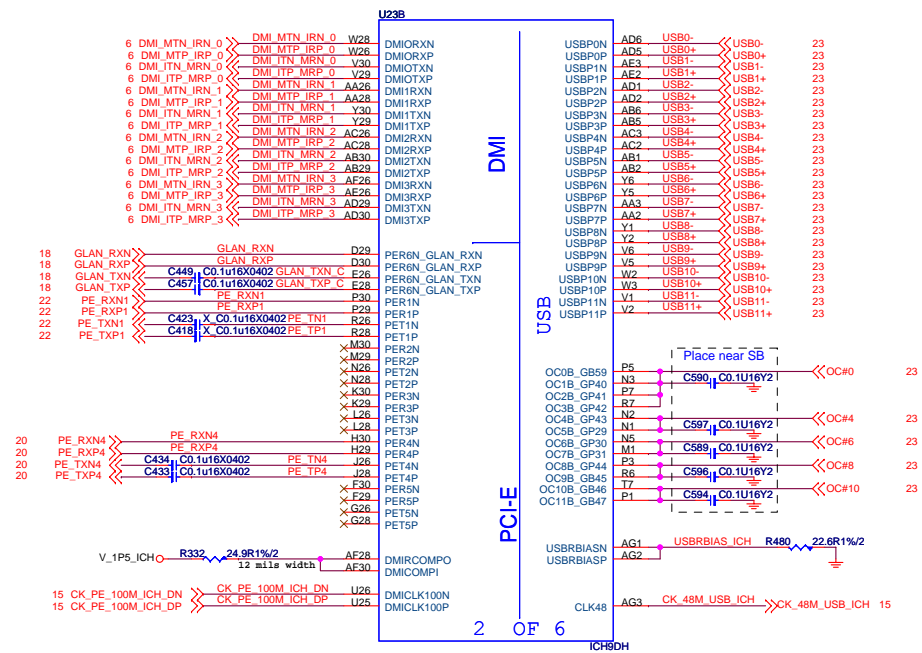 U23B
6 DMI_MTN_IRN_0 DMI_MTN_IRN_0 W28 DMIORXN
6 DMI_MTP_IRP_0 DMI_MTP_IRP_0 W26 DMIORXP
6 DMI_ITN_MRN_0 DMI_ITN_MRN_0 V30 DMIOTXN
6 DMI_ITP_MRP_0 DMI_ITP_MRP_0 V29 DMIOTXP
6 DMI_MTN_IRN_1 DMI_MTN_IRN_1 AA26 DMI1RXN
6 DMI_MTP_IRP_1 DMI_MTP_IRP_1 AA28 DMI1RXP
6 DMI_ITN_MRN_1 DMI_ITN_MRN_1 Y30 DMI1TXN
6 DMI_ITP_MRP_1 DMI_ITP_MRP_1 Y29 DMI1TXP
6 DMI_MTN_IRN_2 DMI_MTN_IRN_2 AC26 DMI2RXN
6 DMI_MTP_IRP_2 DMI_MTP_IRP_2 AC28 DMI2RXP
6 DMI_ITN_MRN_2 DMI_ITN_MRN_2 AB30 DMI2TXN
6 DMI_ITP_MRP_2 DMI_ITP_MRP_2 AB29 DMI2TXP
6 DMI_MTN_IRN_3 DMI_MTN_IRN_3 AF26 DMI3RXN
6 DMI_MTP_IRP_3 DMI_MTP_IRP_3 AE26 DMI3RXP
6 DMI_ITN_MRN_3 DMI_ITN_MRN_3 AD29 DMI3TXN
6 DMI_ITP_MRP_3 DMI_ITP_MRP_3 AD30 DMI3TXP
18 GLAN_RXN GLAN_RXN D29 PER6N_GLAN_RXN
18 GLAN_RXP GLAN_RXP D30 PER6N_GLAN_RXP
18 GLAN_TXN C449 C0.1u16X0402 GLAN_TXN_C E26 PER6N_GLAN_TXN
18 GLAN_TXP C457 C0.1u16X0402 GLAN_TXP_C E28 PER6N_GLAN_TXP
22 PE_RXN1 PE_RXN1 P30 PER1N
22 PE_RXP1 PE_RXP1 P29 PER1P
22 PE_TXN1 C423 X_C0.1u16X0402 PE_TN1 R26 PET1N
22 PE_TXP1 C418 X_C0.1u16X0402 PE_TP1 R28 PET1P
M30 PER2N
M29 PER2P
N26 PET2N
N28 PET2P
K30 PER3N
K29 PER3P
L26 PET3N
L28 PET3P
20 PE_RXN4 PE_RXN4 H30 PER4N
20 PE_RXP4 PE_RXP4 H29 PER4P
20 PE_TXN4 C434 C0.1u16X0402 PE_TN4 J26 PET4N
20 PE_TXP4 C433 C0.1u16X0402 PE_TP4 J28 PET4P
F30 PER5N
F29 PER5P
G26 PET5N
G28 PET5P
V_1P5_ICH R332 24.9R1%/2 AF28 DMIRCOMPO
12 mils width AF30 DMICOMPI
15 CK_PE_100M_ICH_DN CK_PE_100M_ICH_DN U26 DMICLK100N
15 CK_PE_100M_ICH_DP CK_PE_100M_ICH_DP U25 DMICLK100P
DMI
PCI-E
USB
USBP0N AD6 USB0- USB0- 23
USBP0P AD5 USB0+ USB0+ 23
USBP1N AE3 USB1- USB1- 23
USBP1P AE2 USB1+ USB1+ 23
USBP2N AD1 USB2- USB2- 23
USBP2P AD2 USB2+ USB2+ 23
USBP3N AB6 USB3- USB3- 23
USBP3P AB5 USB3+ USB3+ 23
USBP4N AC3 USB4- USB4- 23
USBP4P AC2 USB4+ USB4+ 23
USBP5N AB1 USB5- USB5- 23
USBP5P AB2 USB5+ USB5+ 23
USBP6N Y6 USB6- USB6- 23
USBP6P Y5 USB6+ USB6+ 23
USBP7N AA3 USB7- USB7- 23
USBP7P AA2 USB7+ USB7+ 23
USBP8N Y1 USB8- USB8- 23
USBP8P Y2 USB8+ USB8+ 23
USBP9N V6 USB9- USB9- 23
USBP9P V5 USB9+ USB9+ 23
USBP10N W2 USB10- USB10- 23
USBP10P W3 USB10+ USB10+ 23
USBP11N V1 USB11- USB11- 23
USBP11P V2 USB11+ USB11+ 23
Place near SB
OC0B_GB59 P5 OC#0 23
OC1B_GP40 N3 C590 C0.1U16Y2
OC2B_GP41 P7
OC3B_GP42 R7
OC4B_GP43 N2 OC#4 23
OC5B_GP29 N1 C597 C0.1U16Y2
OC6B_GP30 N5 OC#6 23
OC7B_GP31 M1 C589 C0.1U16Y2
OC8B_GP44 P3 OC#8 23
OC9B_GB45 R6 C596 C0.1U16Y2
OC10B_GB46 T7 OC#10 23
OC11B_GB47 P1 C594 C0.1U16Y2
USBRBIASN AG1 USBRBIAS_ICH R480 22.6R1%/2
USBRBIASP AG2
CLK48 AG3 CK_48M_USB_ICH CK_48M_USB_ICH 15
2 OF 6
ICH9DH